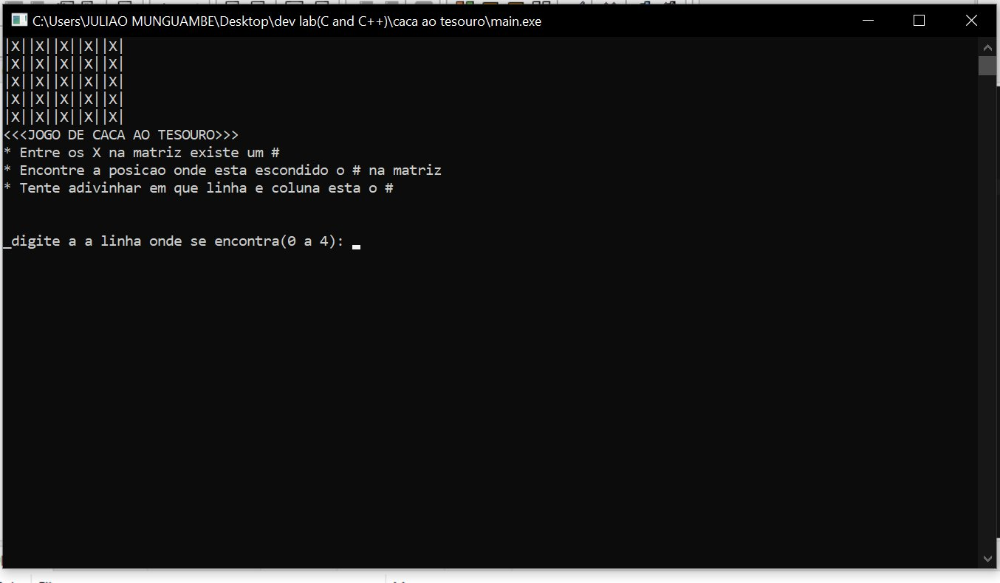 C:\Users\JULIAO MUNGUAMBE\Desktop\dev lab(C and C++)\caca ao tesouro\main.exe
|X||X||X||X||X|
|X||X||X||X||X|
|X||X||X||X||X|
|X||X||X||X||X|
|X||X||X||X||X|
<<<JOGO DE CACA AO TESOURO>>>
* Entre os X na matriz existe um #
* Encontre a posicao onde esta escondido o # na matriz
* Tente adivinhar em que linha e coluna esta o #
_digite a a linha onde se encontra(0 a 4):